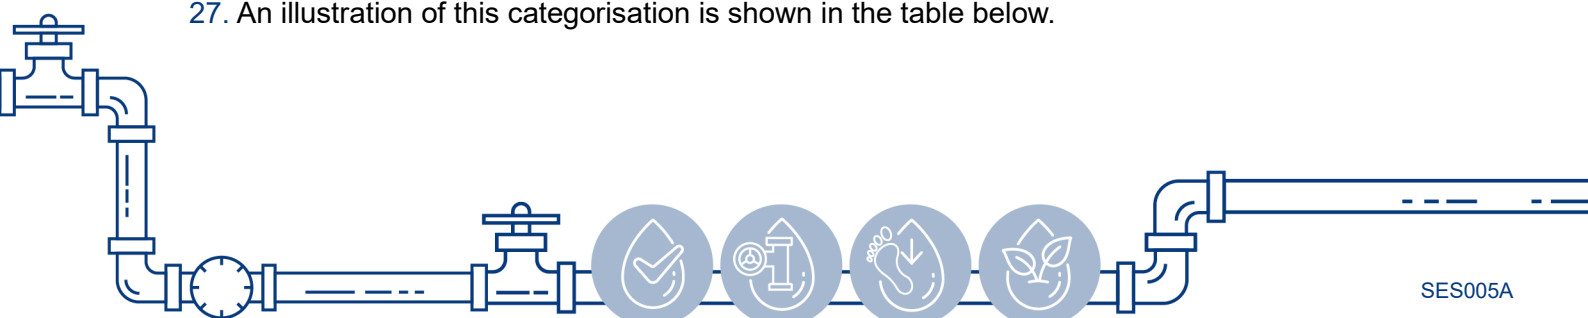 27. An illustration of this categorisation is shown in the table below.
SES005A